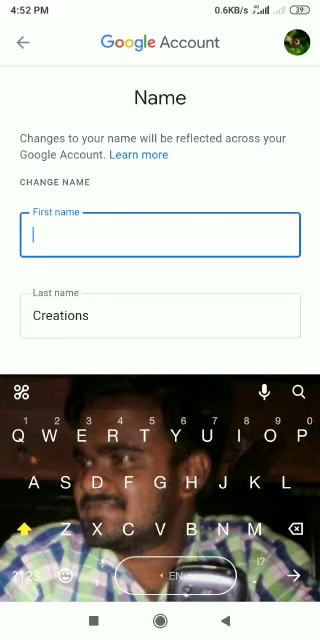 4:52 PM 0.6KB/s 4G 39
Google Account
Name
Changes to your name will be reflected across your
Google Account. Learn more
CHANGE NAME
First name
Last name
Creations
1 2 3 4 5 6 7 8 9 0
Q W E R T Y U I O P
A S D F G H J K L
Z X C V B N M
?123 , EN . !?